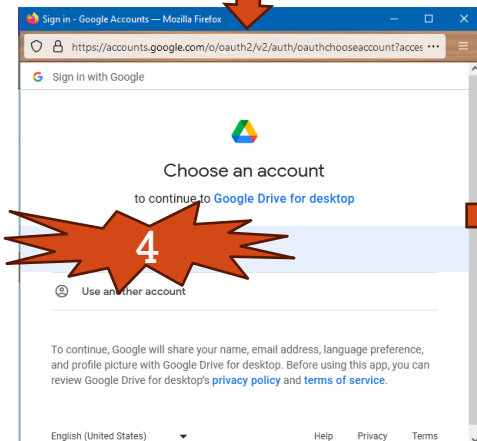 Sign in - Google Accounts — Mozilla Firefox
https://accounts.google.com/o/oauth2/v2/auth/oauthchooseaccount?acces
G Sign in with Google
Choose an account
to continue to Google Drive for desktop
4
Use another account
To continue, Google will share your name, email address, language preference,
and profile picture with Google Drive for desktop. Before using this app, you can
review Google Drive for desktop's privacy policy and terms of service.
English (United States) Help Privacy Terms